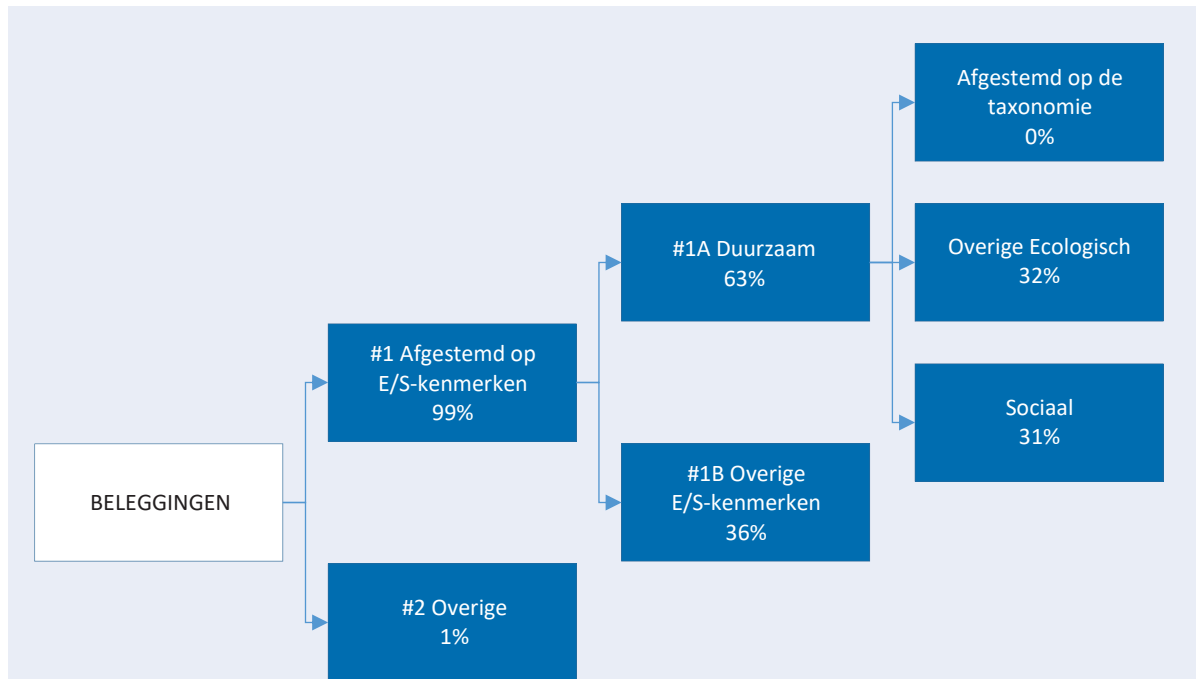 BELEGGINGEN
#1 Afgestemd op
E/S-kenmerken
99%
#2 Overige
1%
#1A Duurzaam
63%
#1B Overige
E/S-kenmerken
36%
Afgestemd op de
taxonomie
0%
Overige Ecologisch
32%
Sociaal
31%